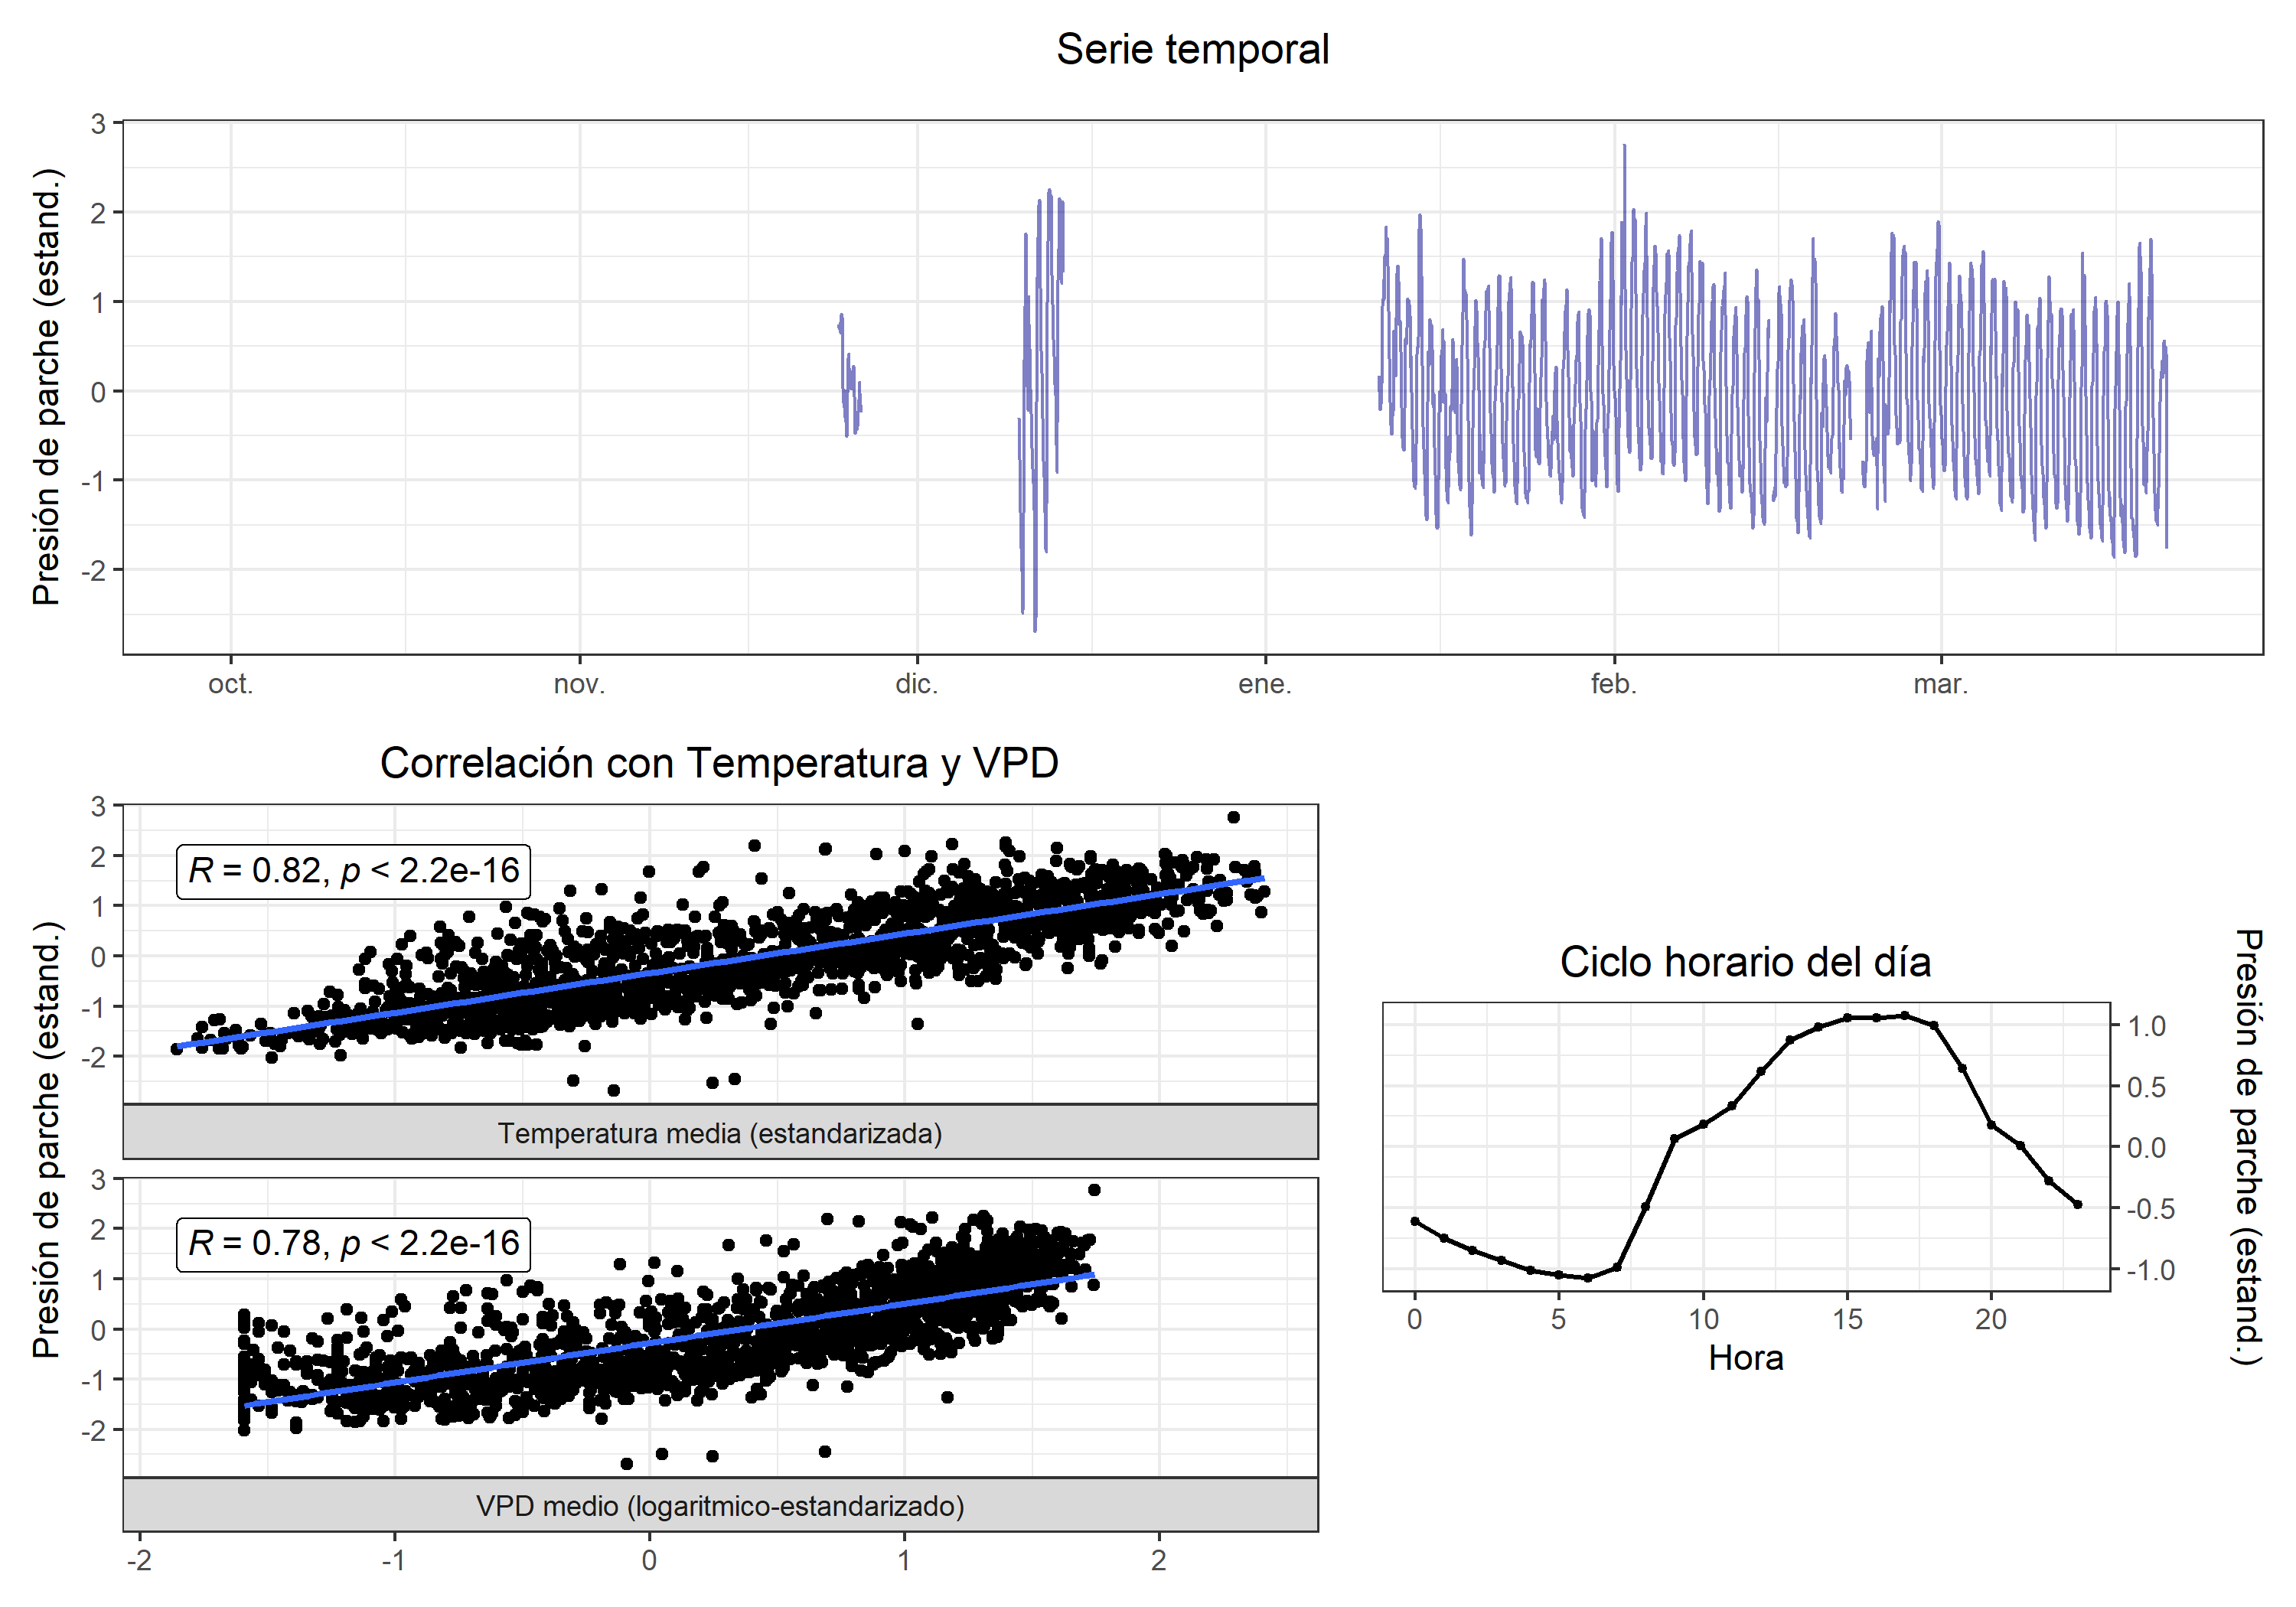 Serie temporal
Presión de parche (estand.)
3
2
1
0
-1
-2
oct.
nov.
dic.
ene.
feb.
mar.
Correlación con Temperatura y VPD
Presión de parche (estand.)
3
2
1
0
-1
-2
R = 0.82, p < 2.2e-16
Temperatura media (estandarizada)
3
2
1
0
-1
-2
R = 0.78, p < 2.2e-16
VPD medio (logaritmico-estandarizado)
-2
-1
0
1
2
Ciclo horario del día
1.0
0.5
0.0
-0.5
-1.0
Presión de parche (estand.)
0
5
10
15
20
Hora